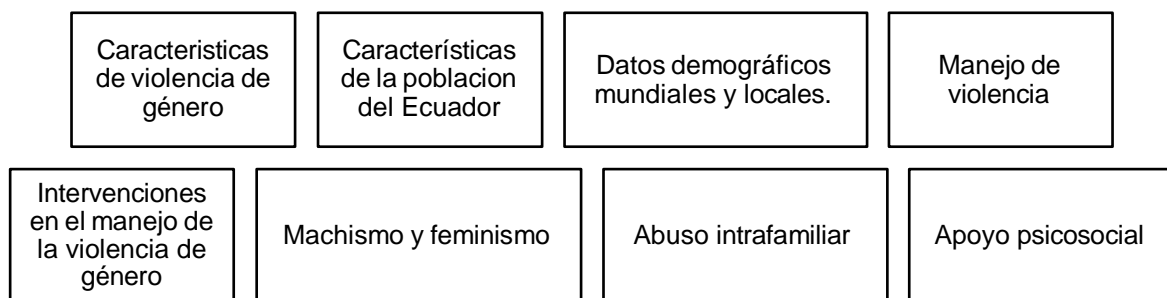 Caracteristicas
de violencia de
género
Característícas
de la poblacion
del Ecuador
Datos demográficos
mundiales y locales.
Manejo de
violencia
Intervenciones
en el manejo de
la violencia de
género
Machismo y feminismo
Abuso intrafamiliar
Apoyo psicosocial